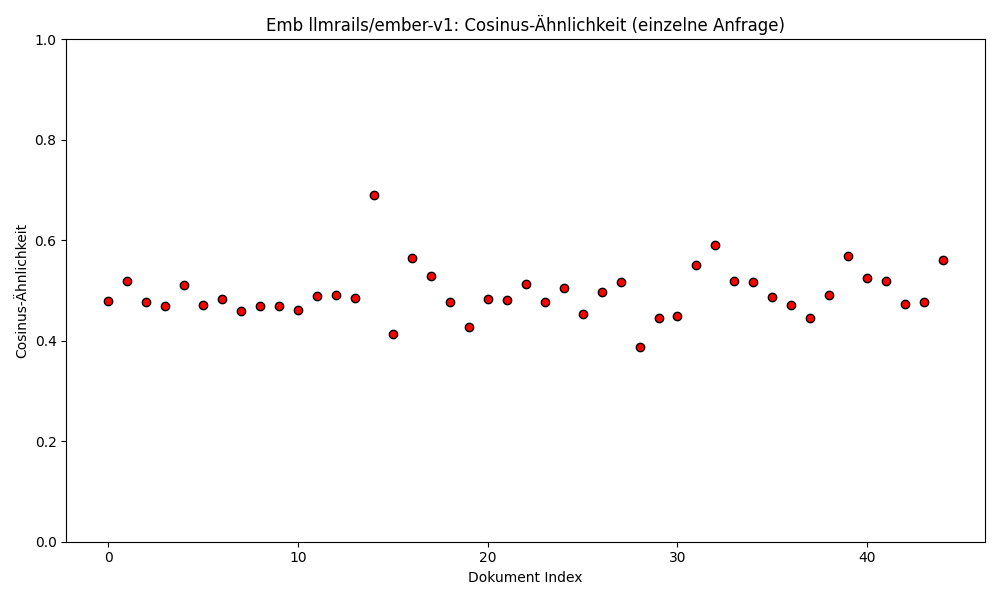 Emb llmrails/ember-v1: Cosinus-Ähnlichkeit (einzelne Anfrage)
1.0
0.8
0.6
0.4
0.2
0.0
Cosinus-Ähnlichkeit
0 10 20 30 40
Dokument Index